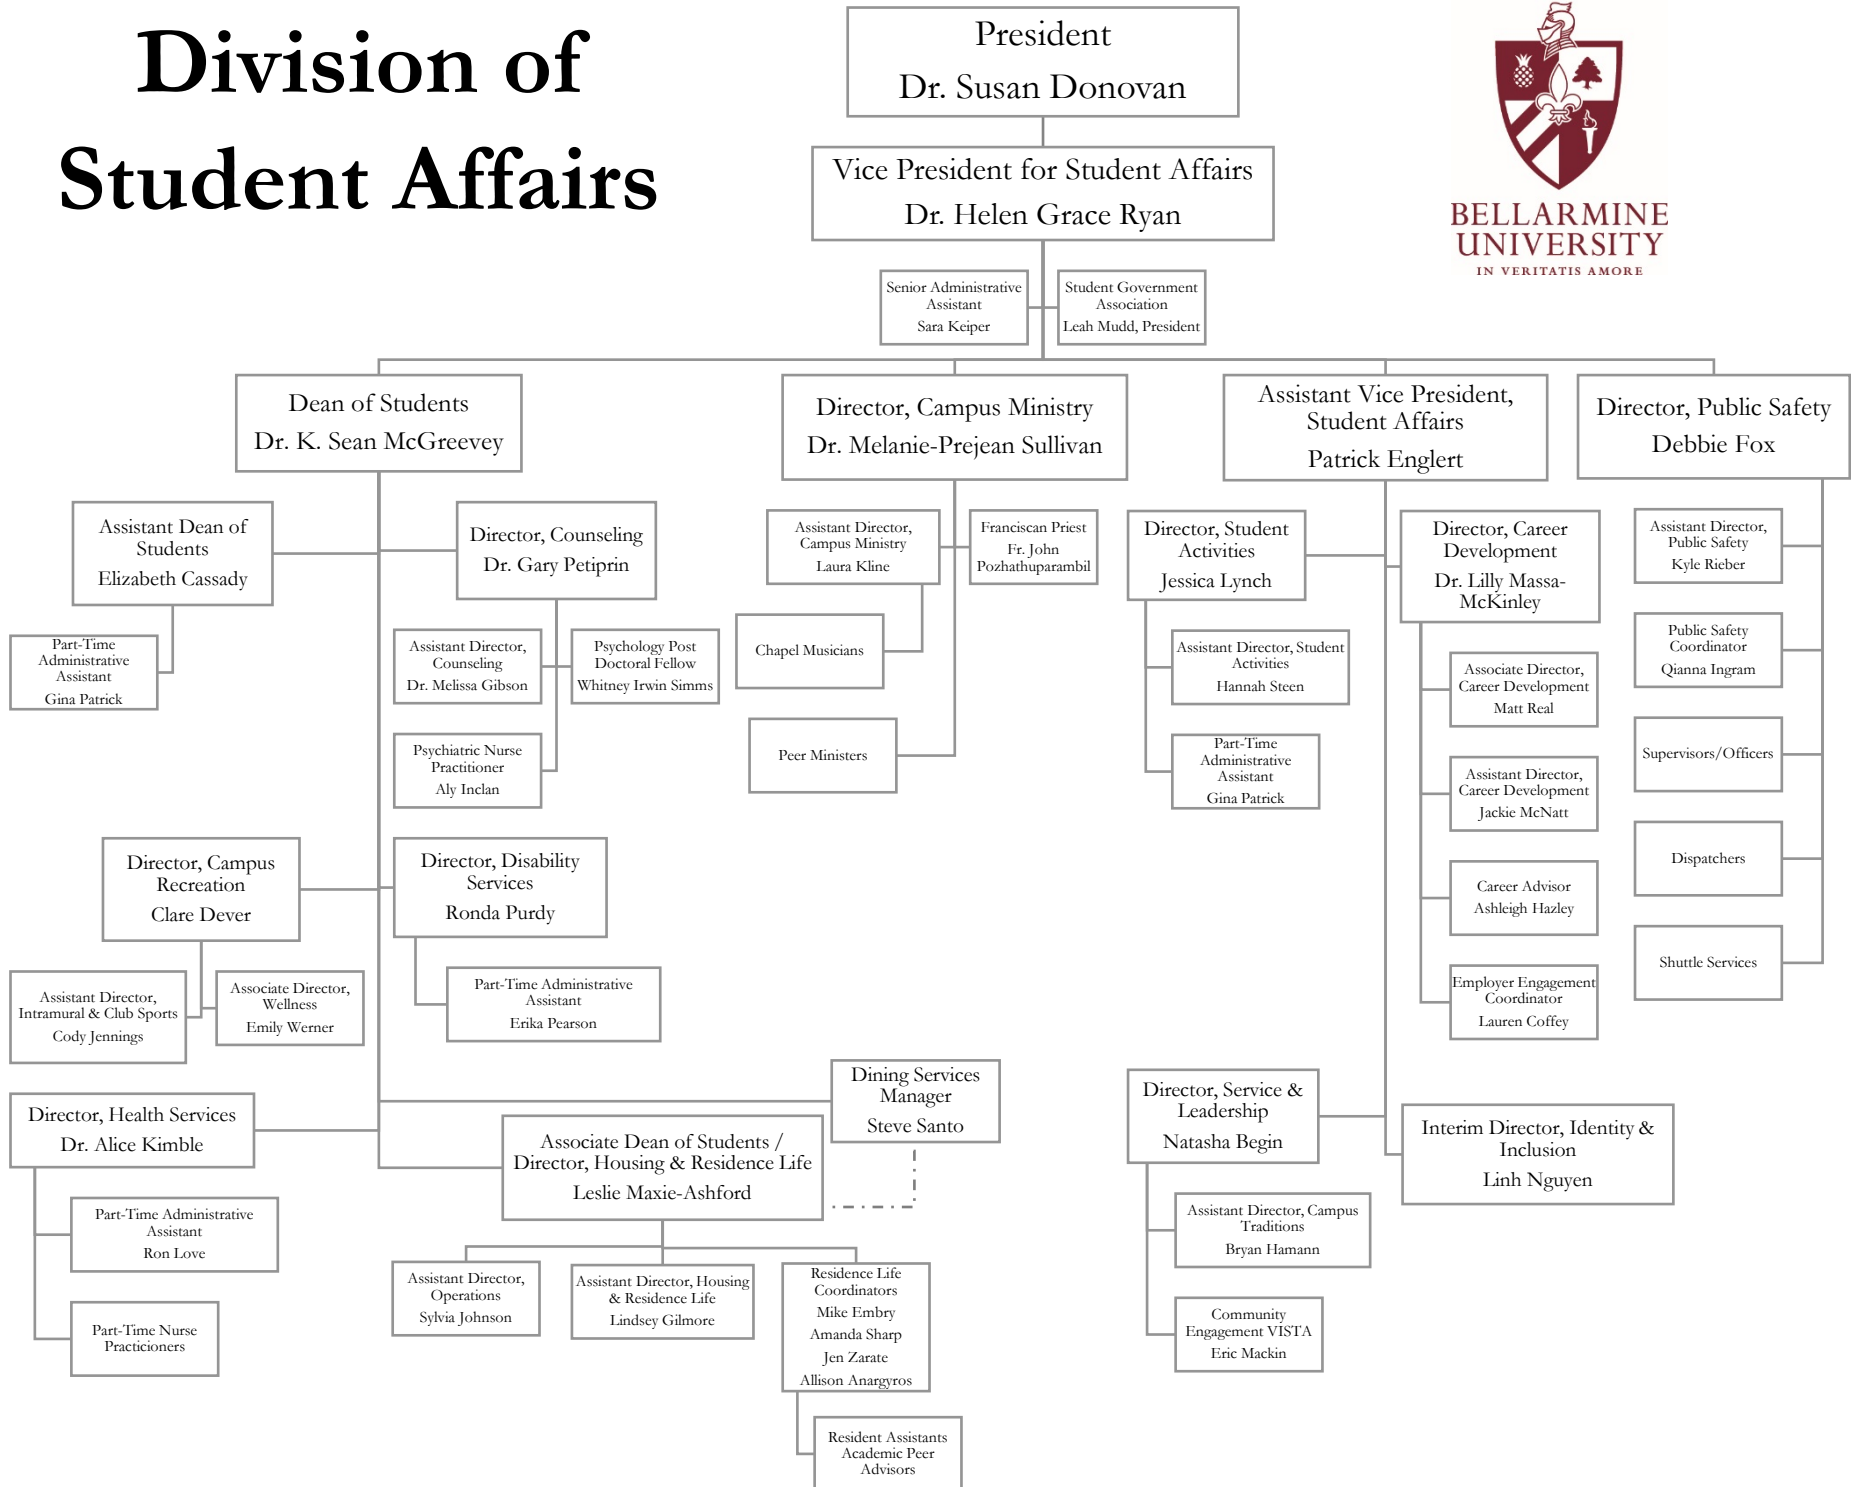 Division of
Student Affairs
President
Dr. Susan Donovan
BELLARMINE
UNIVERSITY
IN VERITATIS AMORE
Vice President for Student Affairs
Dr. Helen Grace Ryan
Senior Administrative
Assistant
Sara Keiper
Student Government
Association
Leah Mudd, President
Dean of Students
Dr. K. Sean McGreevey
Director, Campus Ministry
Dr. Melanie-Prejean Sullivan
Assistant Vice President,
Student Affairs
Patrick Englert
Director, Public Safety
Debbie Fox
Assistant Dean of
Students
Elizabeth Cassady
Part-Time
Administrative
Assistant
Gina Patrick
Director, Counseling
Dr. Gary Petiprin
Assistant Director,
Counseling
Dr. Melissa Gibson
Psychology Post
Doctoral Fellow
Whitney Irwin Simms
Psychiatric Nurse
Practitioner
Aly Inclan
Director, Campus
Recreation
Clare Dever
Assistant Director,
Intramural & Club Sports
Cody Jennings
Associate Director,
Wellness
Emily Werner
Director, Disability
Services
Ronda Purdy
Part-Time Administrative
Assistant
Erika Pearson
Director, Health Services
Dr. Alice Kimble
Part-Time Administrative
Assistant
Ron Love
Part-Time Nurse
Practicioners
Dining Services
Manager
Steve Santo
Associate Dean of Students /
Director, Housing & Residence Life
Leslie Maxie-Ashford
Assistant Director,
Operations
Sylvia Johnson
Assistant Director, Housing
& Residence Life
Lindsey Gilmore
Residence Life
Coordinators
Mike Embry
Amanda Sharp
Jen Zarate
Allison Anargyros
Resident Assistants
Academic Peer
Advisors
Assistant Director,
Campus Ministry
Laura Kline
Franciscan Priest
Fr. John
Pozhathuparambil
Chapel Musicians
Peer Ministers
Director, Student
Activities
Jessica Lynch
Assistant Director, Student
Activities
Hannah Steen
Part-Time
Administrative
Assistant
Gina Patrick
Director, Career
Development
Dr. Lilly Massa-
McKinley
Associate Director,
Career Development
Matt Real
Assistant Director,
Career Development
Jackie McNatt
Career Advisor
Ashleigh Hazley
Employer Engagement
Coordinator
Lauren Coffey
Director, Service &
Leadership
Natasha Begin
Assistant Director, Campus
Traditions
Bryan Hamann
Community
Engagement VISTA
Eric Mackin
Interim Director, Identity &
Inclusion
Linh Nguyen
Assistant Director,
Public Safety
Kyle Rieber
Public Safety
Coordinator
Qianna Ingram
Supervisors/Officers
Dispatchers
Shuttle Services